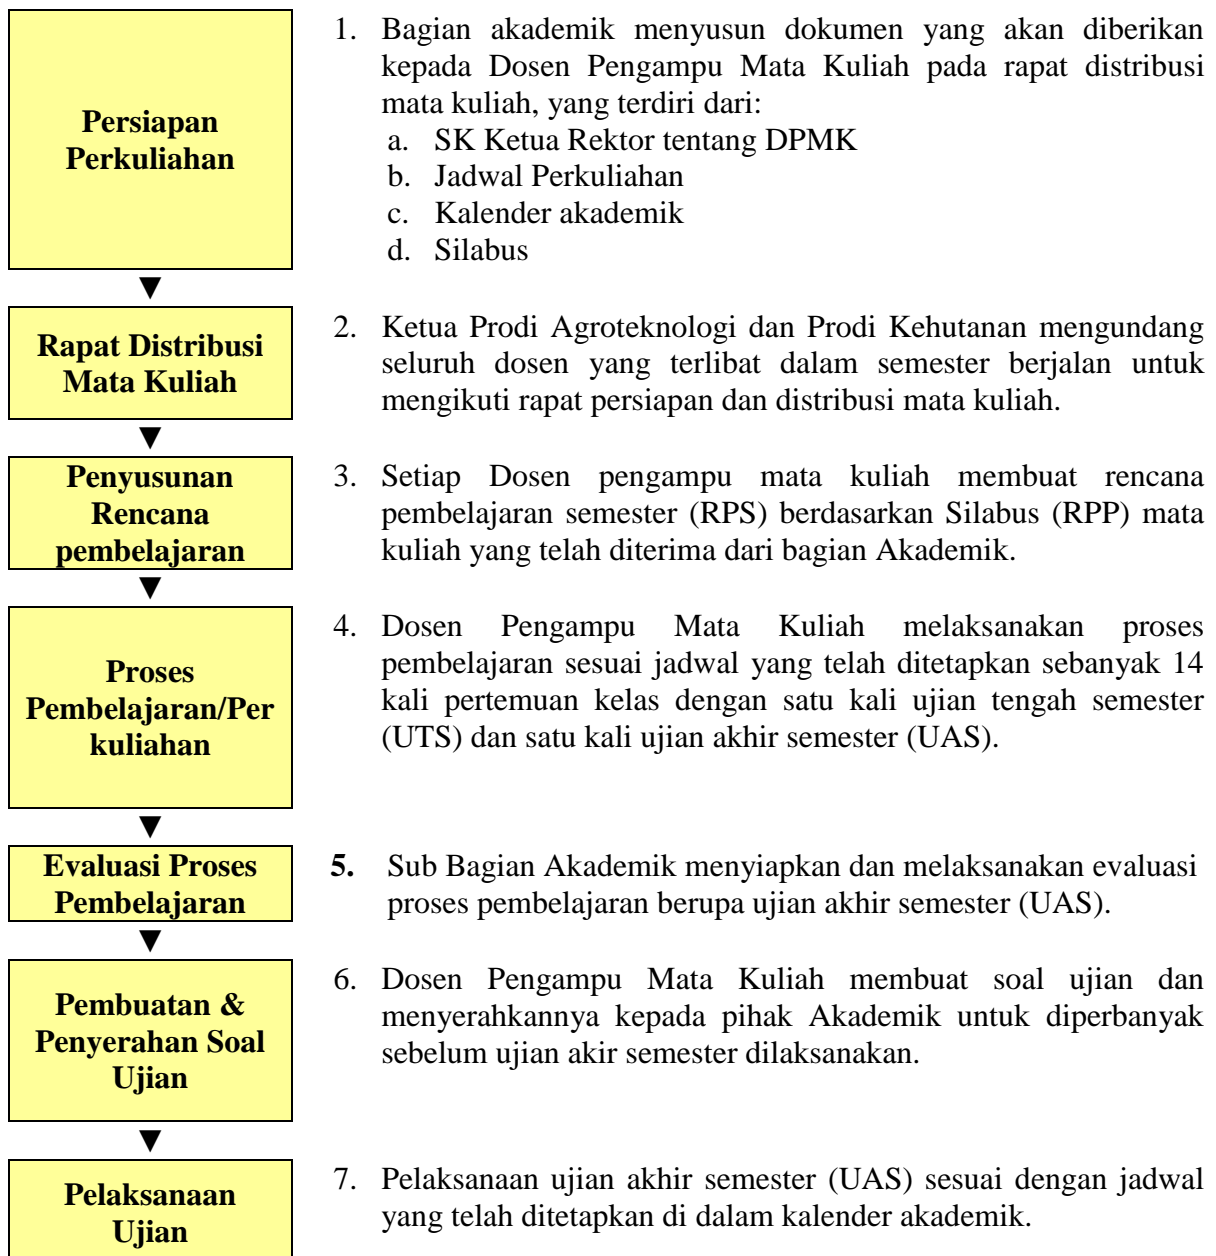 Persiapan
Perkuliahan
1. Bagian akademik menyusun dokumen yang akan diberikan
kepada Dosen Pengampu Mata Kuliah pada rapat distribusi
mata kuliah, yang terdiri dari:
a. SK Ketua Rektor tentang DPMK
b. Jadwal Perkuliahan
c. Kalender akademik
d. Silabus
▼
Rapat Distribusi
Mata Kuliah
2. Ketua Prodi Agroteknologi dan Prodi Kehutanan mengundang
seluruh dosen yang terlibat dalam semester berjalan untuk
mengikuti rapat persiapan dan distribusi mata kuliah.
▼
Penyusunan
Rencana
pembelajaran
3. Setiap Dosen pengampu mata kuliah membuat rencana
pembelajaran semester (RPS) berdasarkan Silabus (RPP) mata
kuliah yang telah diterima dari bagian Akademik.
▼
Proses
Pembelajaran/Per
kuliahan
4. Dosen Pengampu Mata Kuliah melaksanakan proses
pembelajaran sesuai jadwal yang telah ditetapkan sebanyak 14
kali pertemuan kelas dengan satu kali ujian tengah semester
(UTS) dan satu kali ujian akhir semester (UAS).
▼
Evaluasi Proses
Pembelajaran
5. Sub Bagian Akademik menyiapkan dan melaksanakan evaluasi
proses pembelajaran berupa ujian akhir semester (UAS).
▼
Pembuatan &
Penyerahan Soal
Ujian
6. Dosen Pengampu Mata Kuliah membuat soal ujian dan
menyerahkannya kepada pihak Akademik untuk diperbanyak
sebelum ujian akir semester dilaksanakan.
▼
Pelaksanaan
Ujian
7. Pelaksanaan ujian akhir semester (UAS) sesuai dengan jadwal
yang telah ditetapkan di dalam kalender akademik.